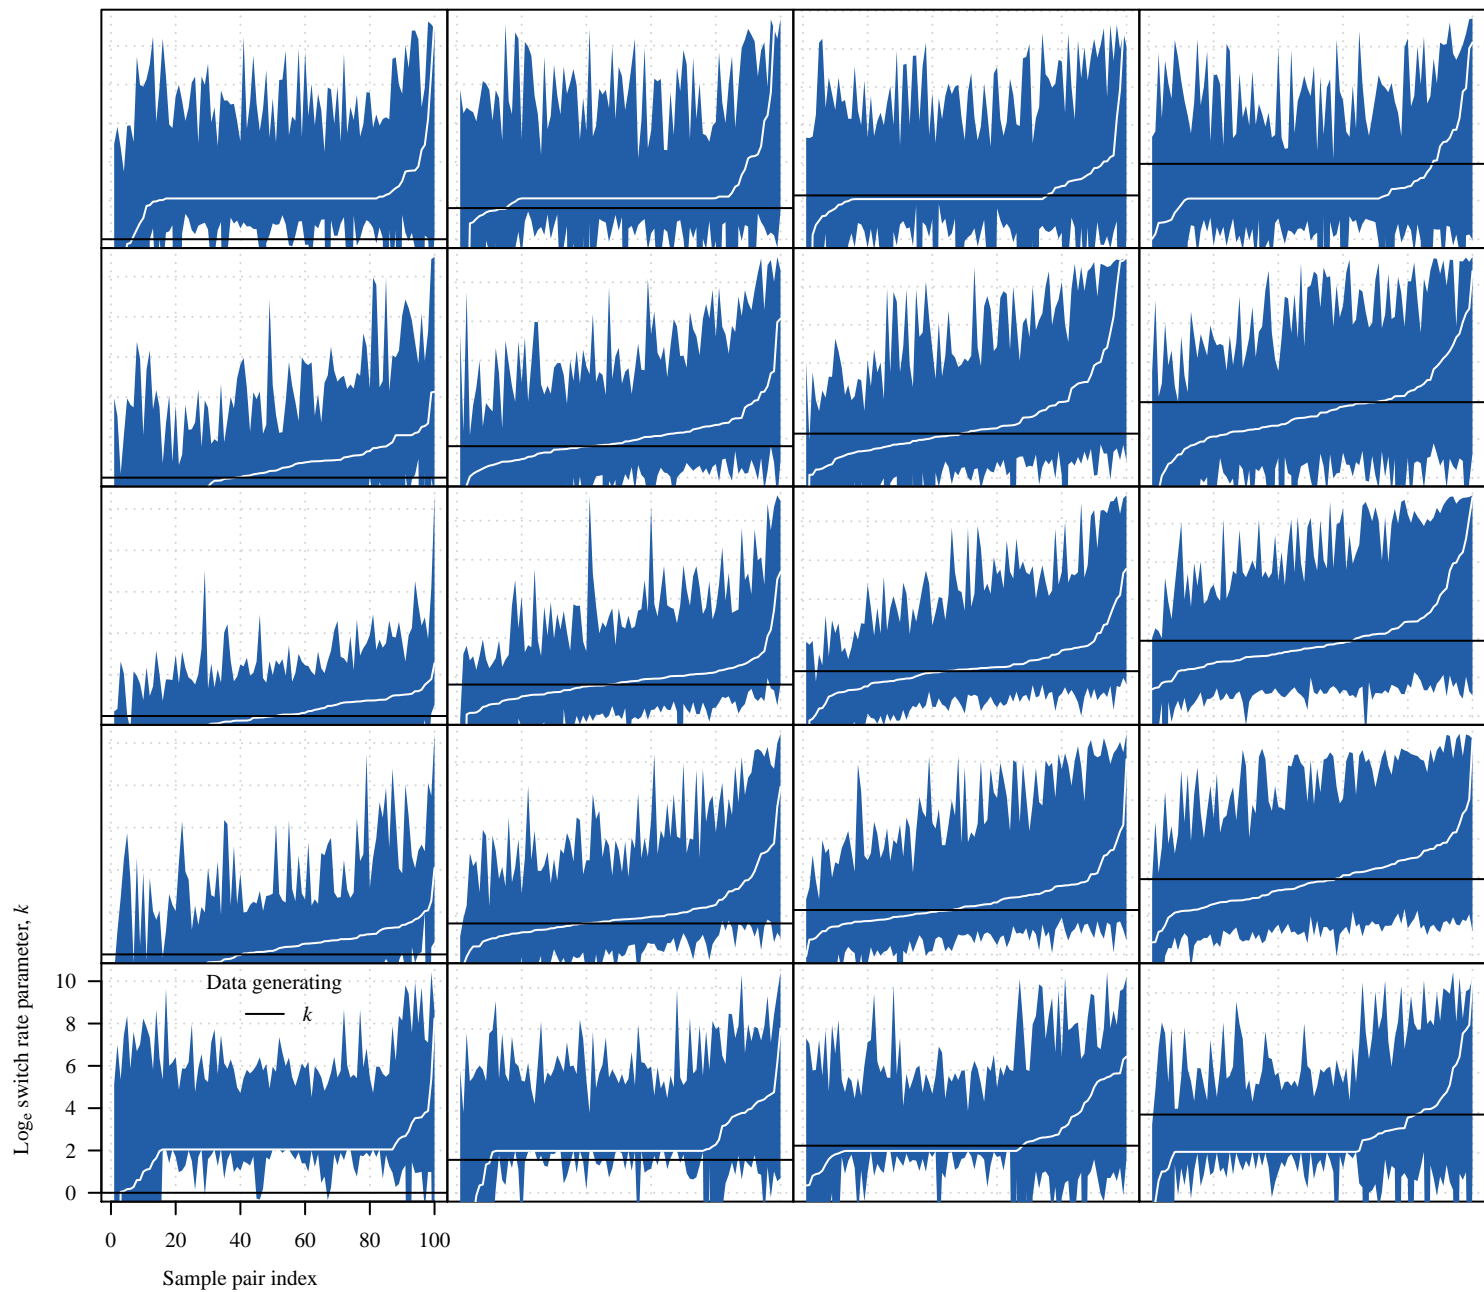 Data generating
k
Logₑ switch rate parameter, k
10
8
6
4
2
0
0 20 40 60 80 100
Sample pair index